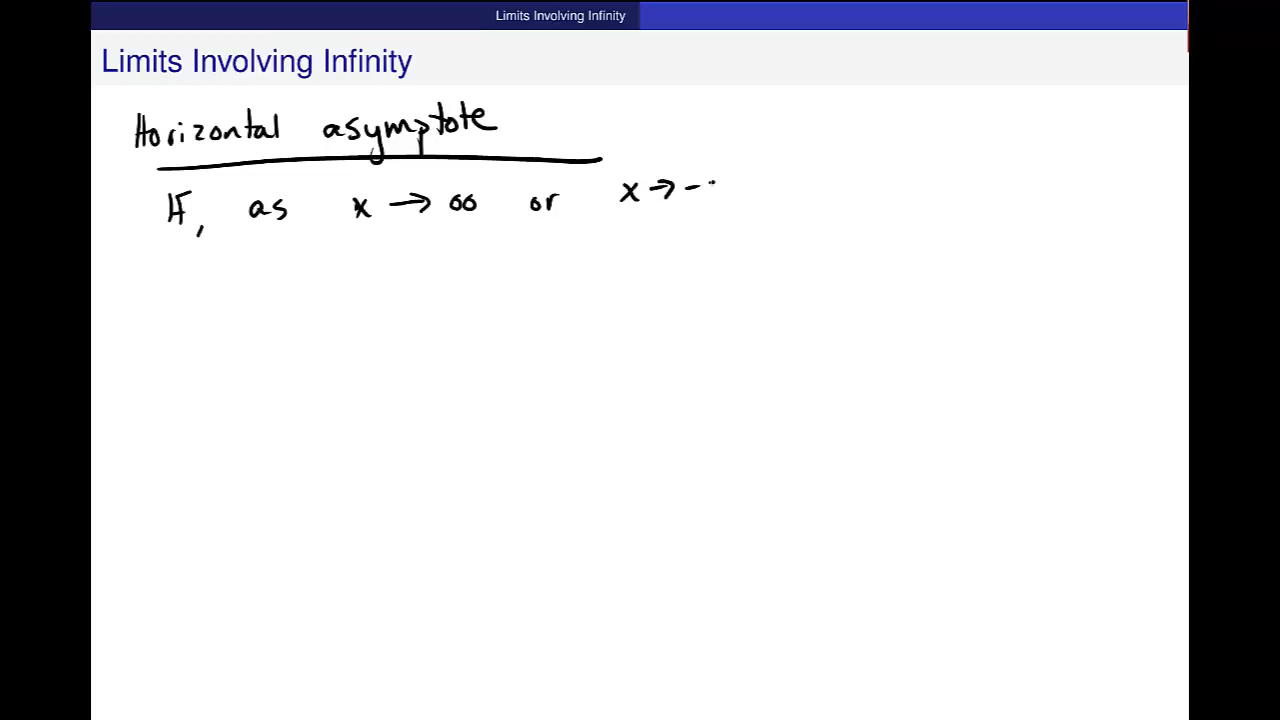 Limits Involving Infinity
Limits Involving Infinity
Horizontal asymptote
If, as x → ∞ or x → -